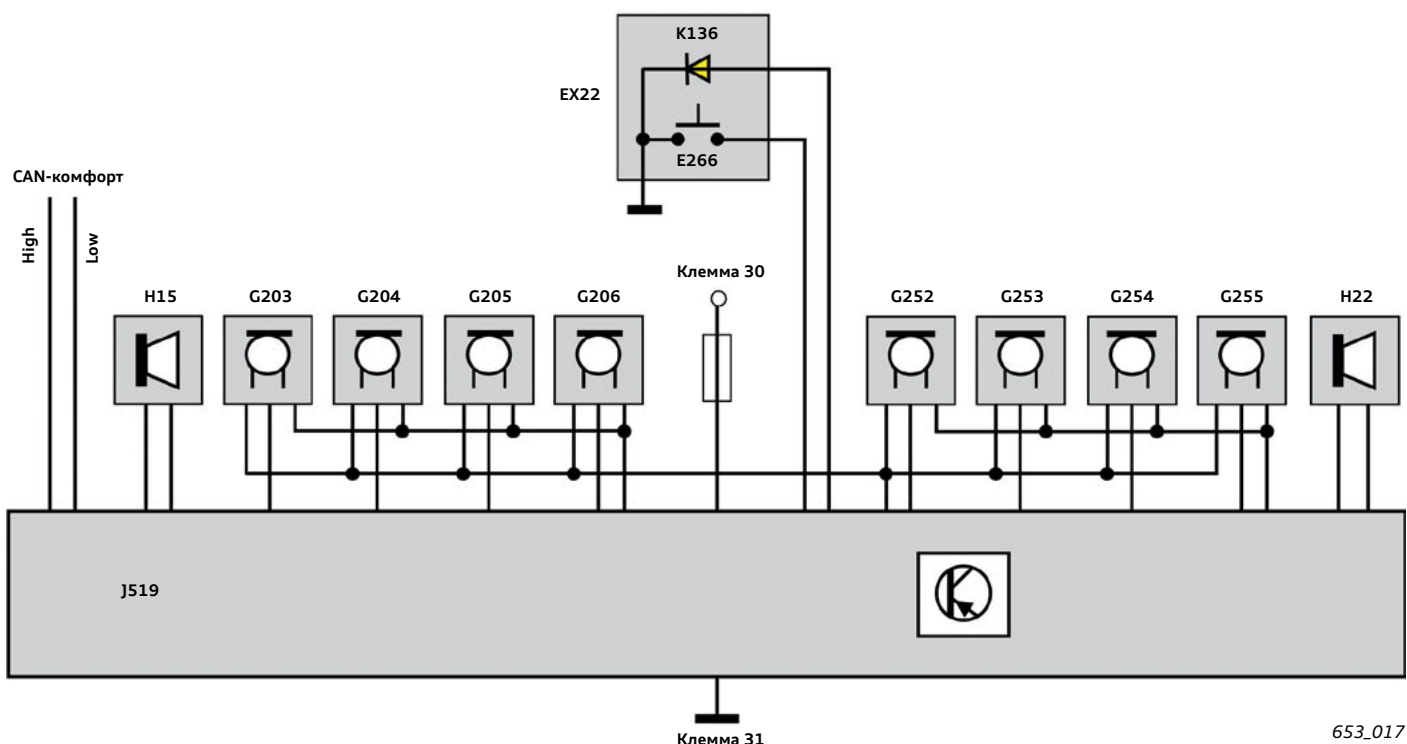 K136
EX22
E266
CAN-комфорт
High
Low
Клемма 30
H15
G203
G204
G205
G206
G252
G253
G254
G255
H22
J519
Клемма 31
653_017